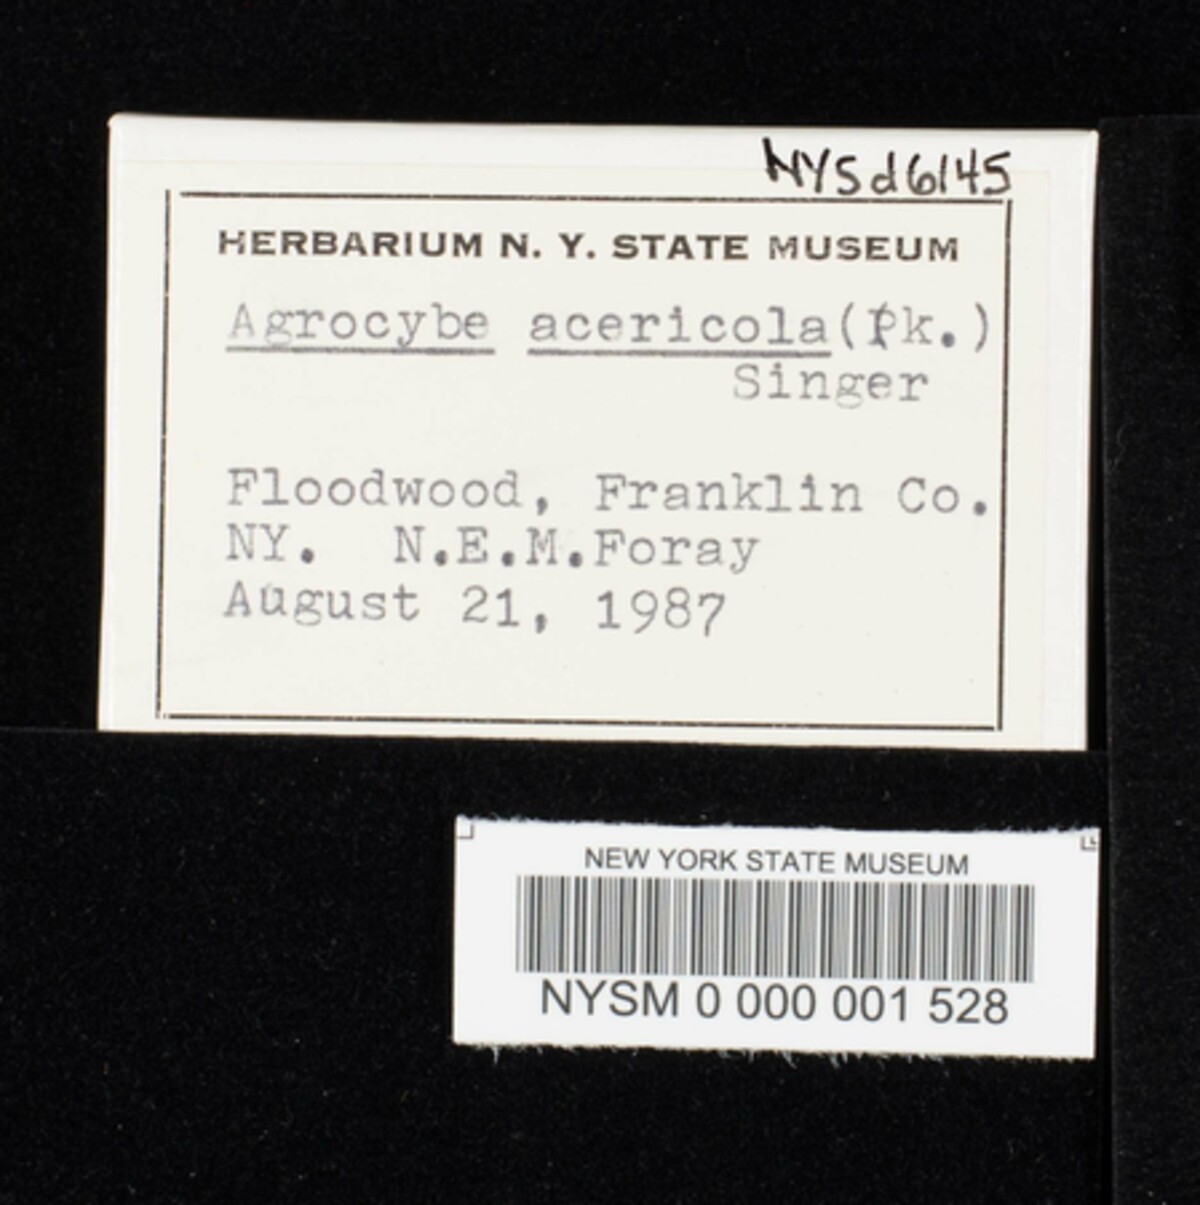 NYSd6145
HERBARIUM N. Y. STATE MUSEUM
Agrocybe acericola(Pk.)
Singer
Floodwood, Franklin Co.
NY. N.E.M.Foray
August 21, 1987
NEW YORK STATE MUSEUM
NYSM 0 000 001 528